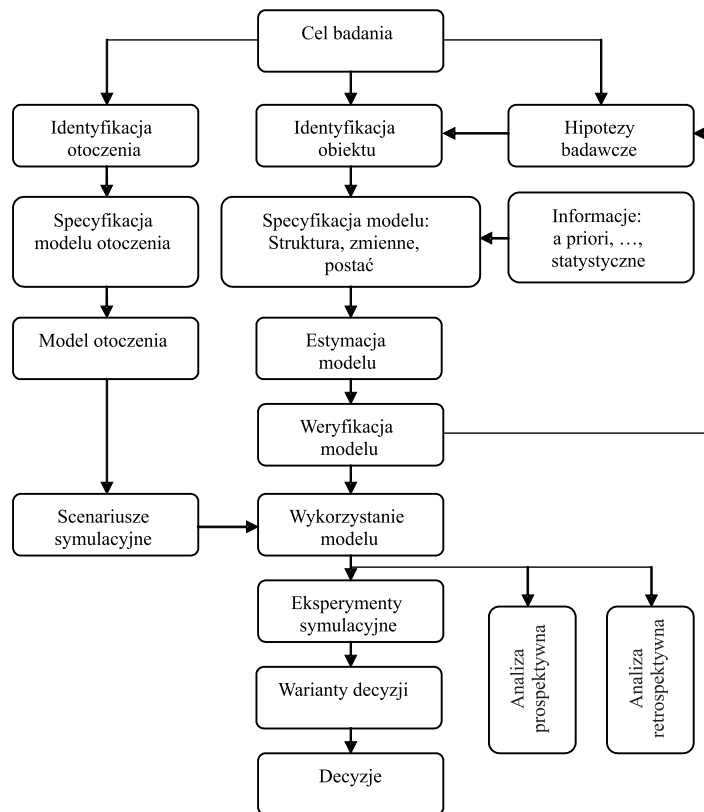 Cel badania
Identyfikacja
otoczenia
Identyfikacja
obiektu
Hipotezy
badawcze
Specyfikacja
modelu otoczenia
Specyfikacja modelu:
Struktura, zmienne,
postać
Informacje:
a priori, …,
statystyczne
Model otoczenia
Estymacja
modelu
Weryfikacja
modelu
Scenariusze
symulacyjne
Wykorzystanie
modelu
Eksperymenty
symulacyjne
Analiza
prospektywna
Analiza
retrospektywna
Warianty decyzji
Decyzje